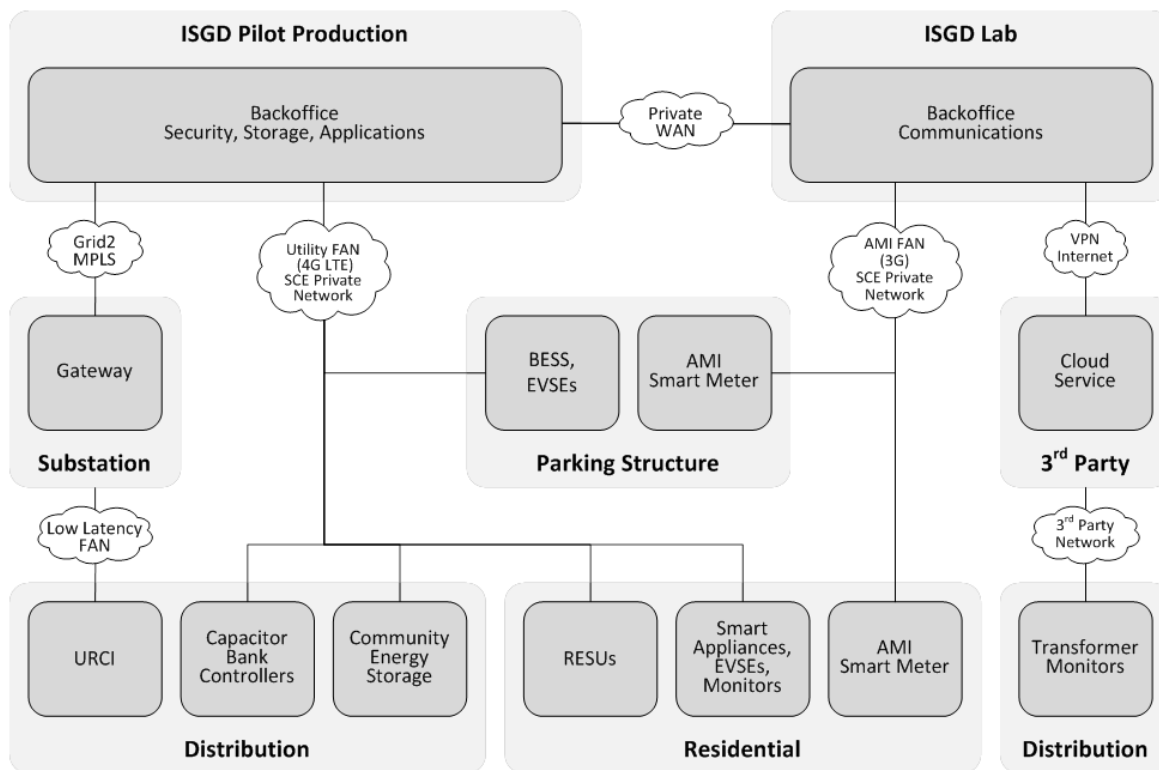 ISGD Pilot Production
ISGD Lab
Backoffice
Security, Storage, Applications
Private
WAN
Backoffice
Communications
Grid2
MPLS
Utility FAN
(4G LTE)
SCE Private
Network
AMI FAN
(3G)
SCE Private
Network
VPN
Internet
Gateway
BESS,
EVSEs
AMI
Smart Meter
Cloud
Service
Substation
Parking Structure
3rd Party
Low Latency
FAN
3rd Party
Network
URCI
Capacitor
Bank
Controllers
Community
Energy
Storage
RESUs
Smart
Appliances,
EVSEs,
Monitors
AMI
Smart Meter
Transformer
Monitors
Distribution
Residential
Distribution